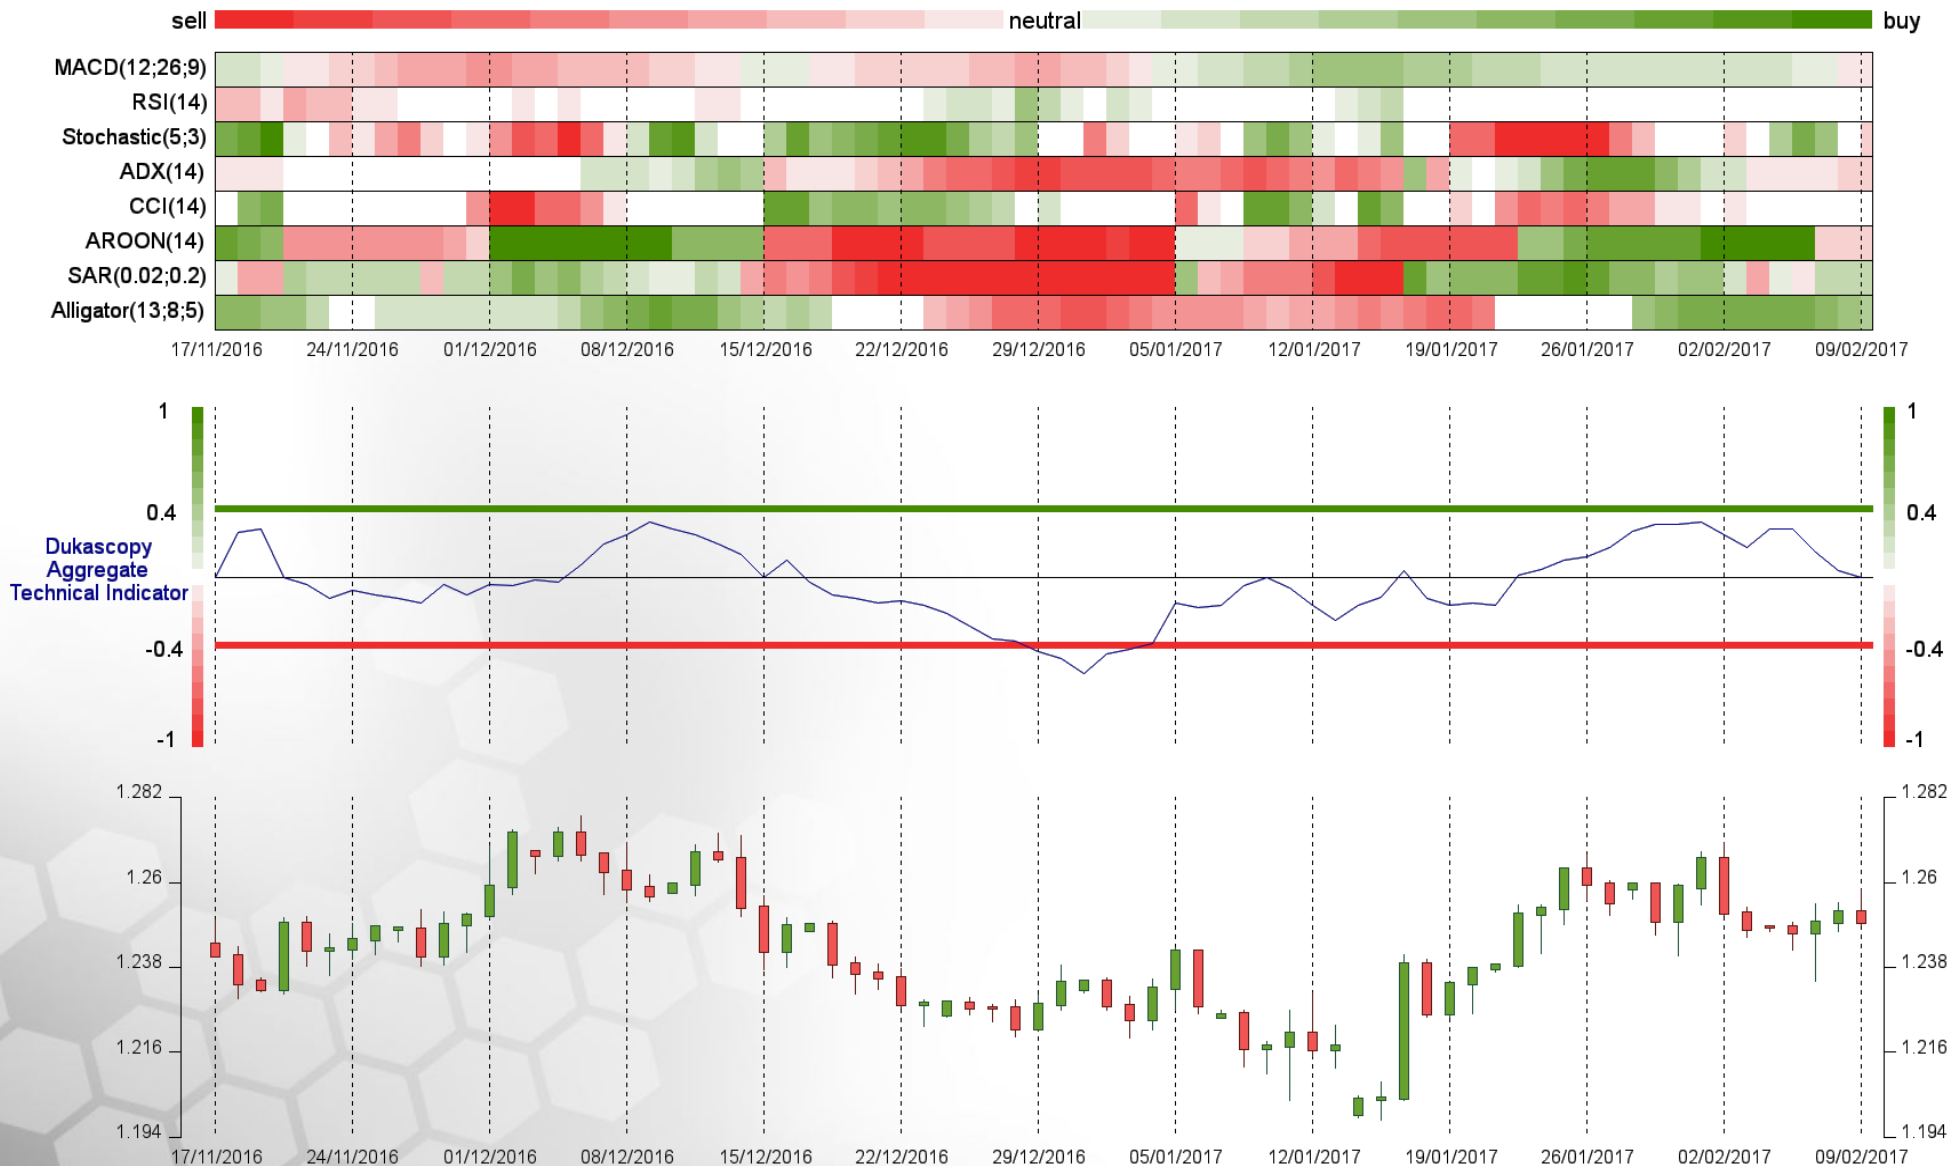 sell neutral buy
MACD(12;26;9)
RSI(14)
Stochastic(5;3)
ADX(14)
CCI(14)
AROON(14)
SAR(0.02;0.2)
Alligator(13;8;5)
17/11/2016 24/11/2016 01/12/2016 08/12/2016 15/12/2016 22/12/2016 29/12/2016 05/01/2017 12/01/2017 19/01/2017 26/01/2017 02/02/2017 09/02/2017
1 1
0.4 0.4
Dukascopy
Aggregate
Technical Indicator
-0.4 -0.4
-1 -1
1.282 1.282
1.26 1.26
1.238 1.238
1.216 1.216
1.194 1.194
17/11/2016 24/11/2016 01/12/2016 08/12/2016 15/12/2016 22/12/2016 29/12/2016 05/01/2017 12/01/2017 19/01/2017 26/01/2017 02/02/2017 09/02/2017